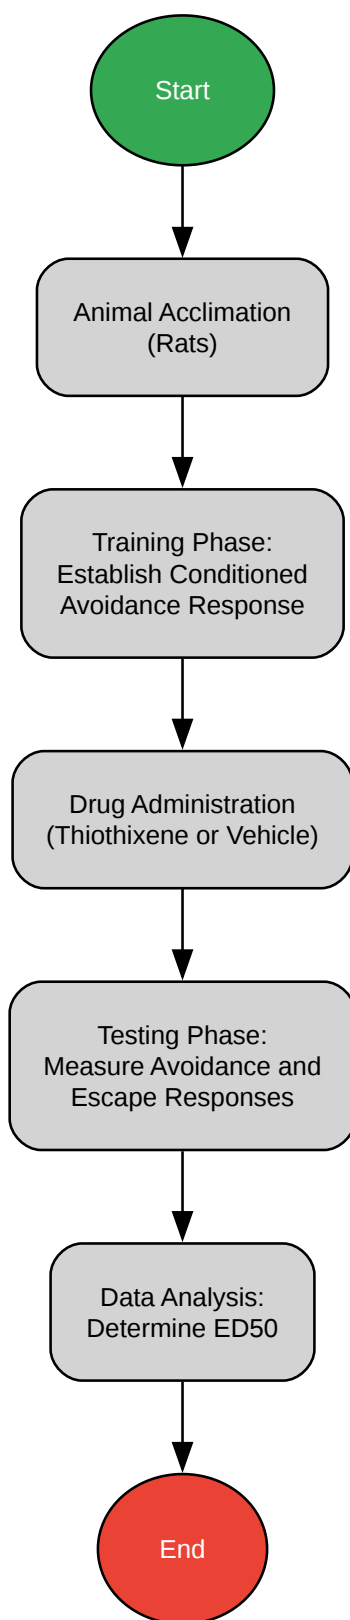 Start
Animal Acclimation
(Rats)
Training Phase:
Establish Conditioned
Avoidance Response
Drug Administration
(Thiothixene or Vehicle)
Testing Phase:
Measure Avoidance and
Escape Responses
Data Analysis:
Determine ED50
End